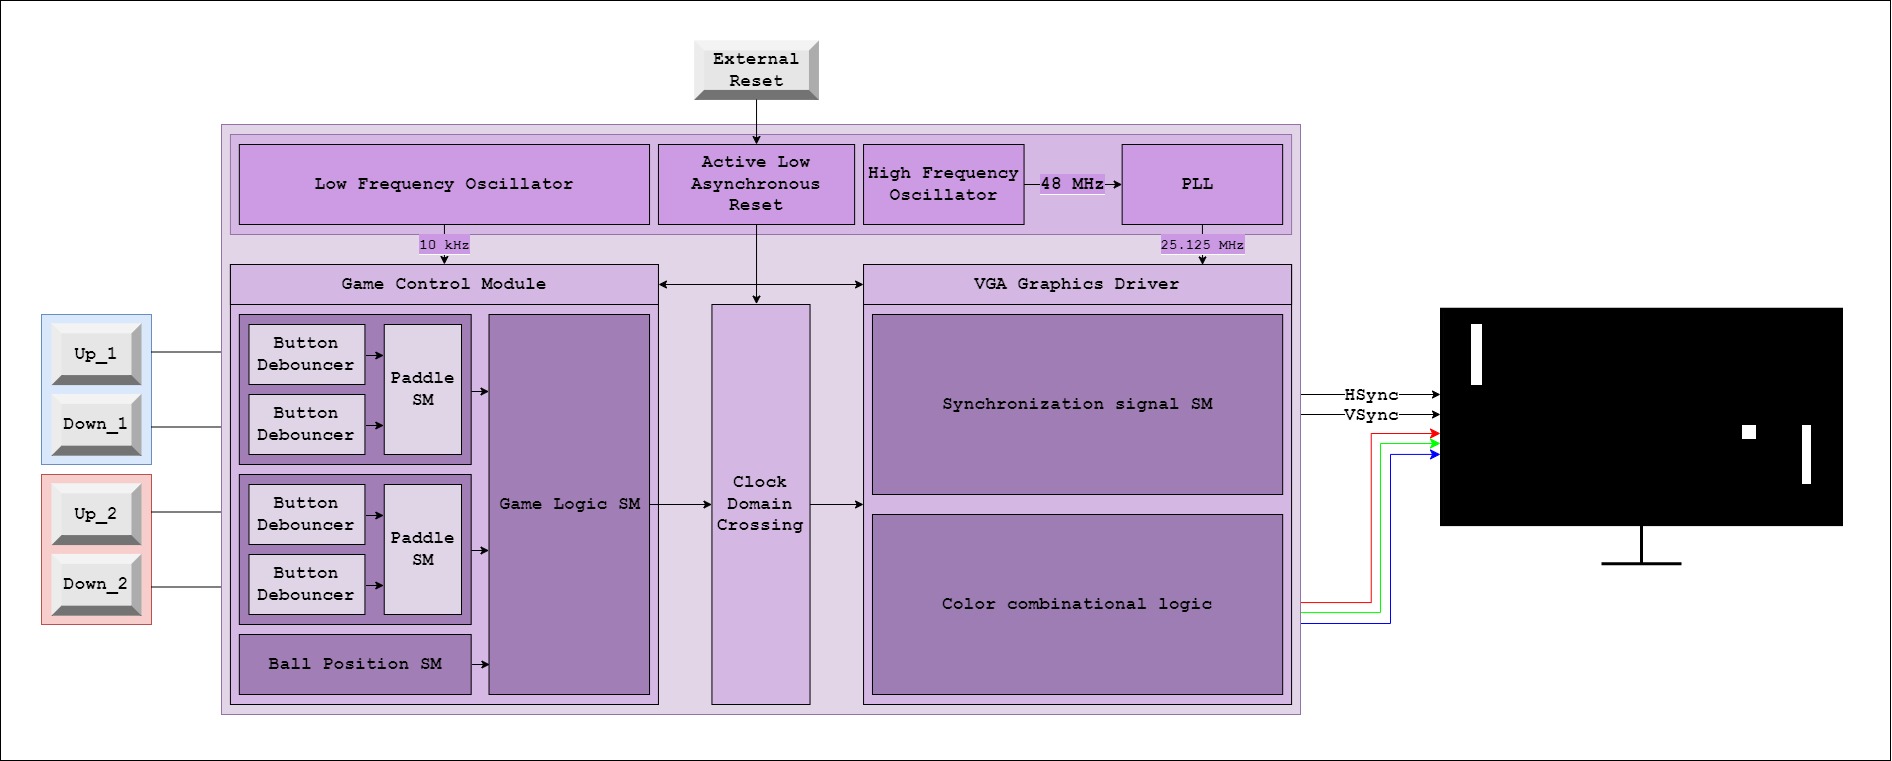 External
Reset
Low Frequency Oscillator
Active Low
Asynchronous
Reset
High Frequency
Oscillator
48 MHz
PLL
10 kHz
25.125 MHz
Game Control Module
VGA Graphics Driver
Up_1
Down_1
Up_2
Down_2
Button
Debouncer
Button
Debouncer
Paddle
SM
Button
Debouncer
Button
Debouncer
Paddle
SM
Ball Position SM
Game Logic SM
Clock
Domain
Crossing
Synchronization signal SM
Color combinational logic
HSync
VSync